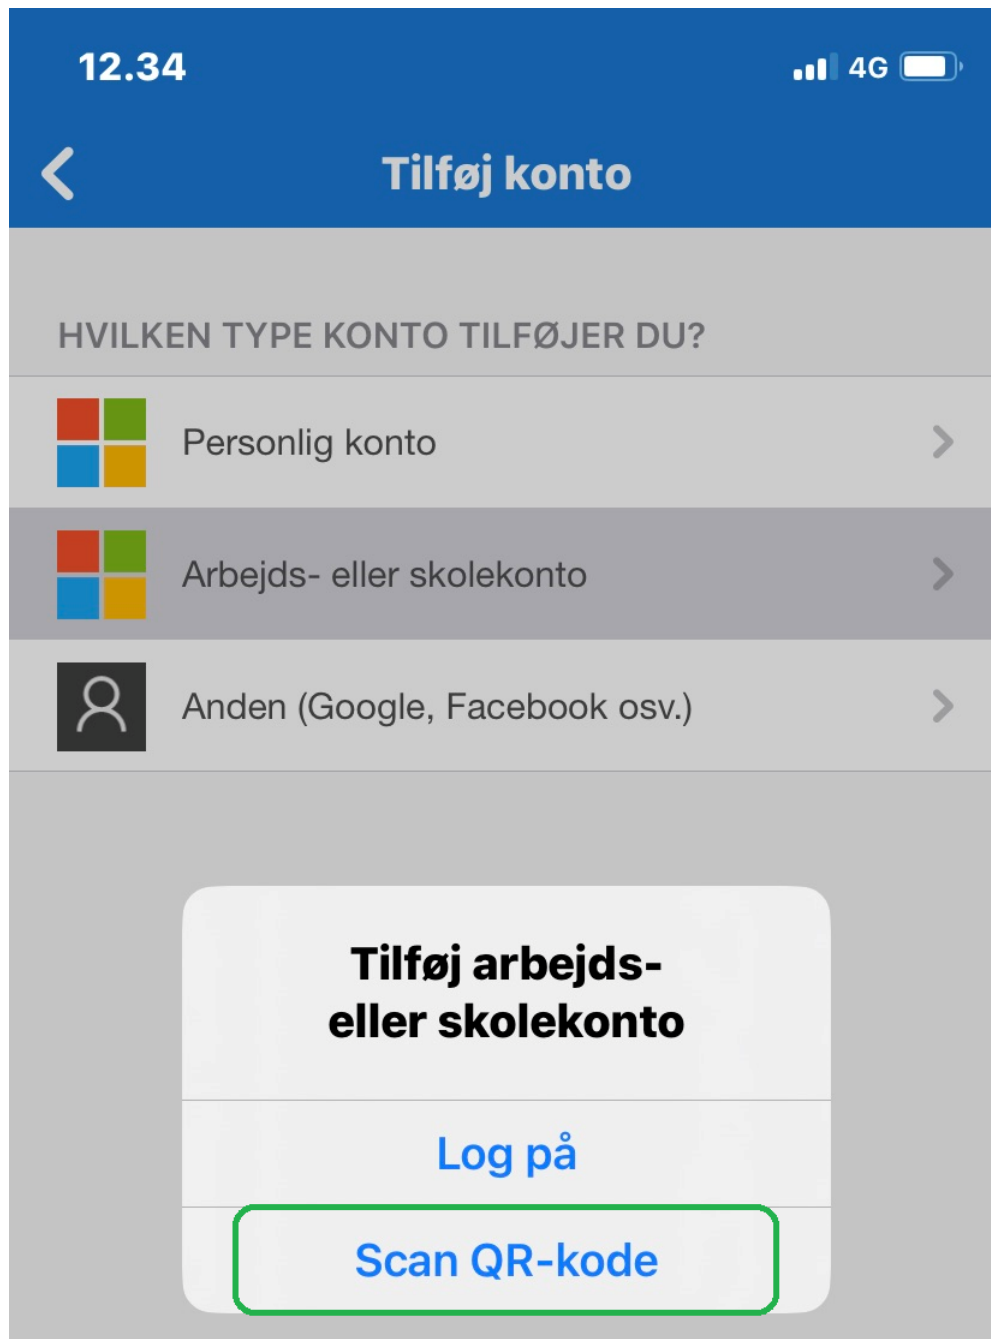 12.34
4G
Tilføj konto
HVILKEN TYPE KONTO TILFØJER DU?
Personlig konto
Arbejds- eller skolekonto
Anden (Google, Facebook osv.)
Tilføj arbejds-
eller skolekonto
Log på
Scan QR-kode